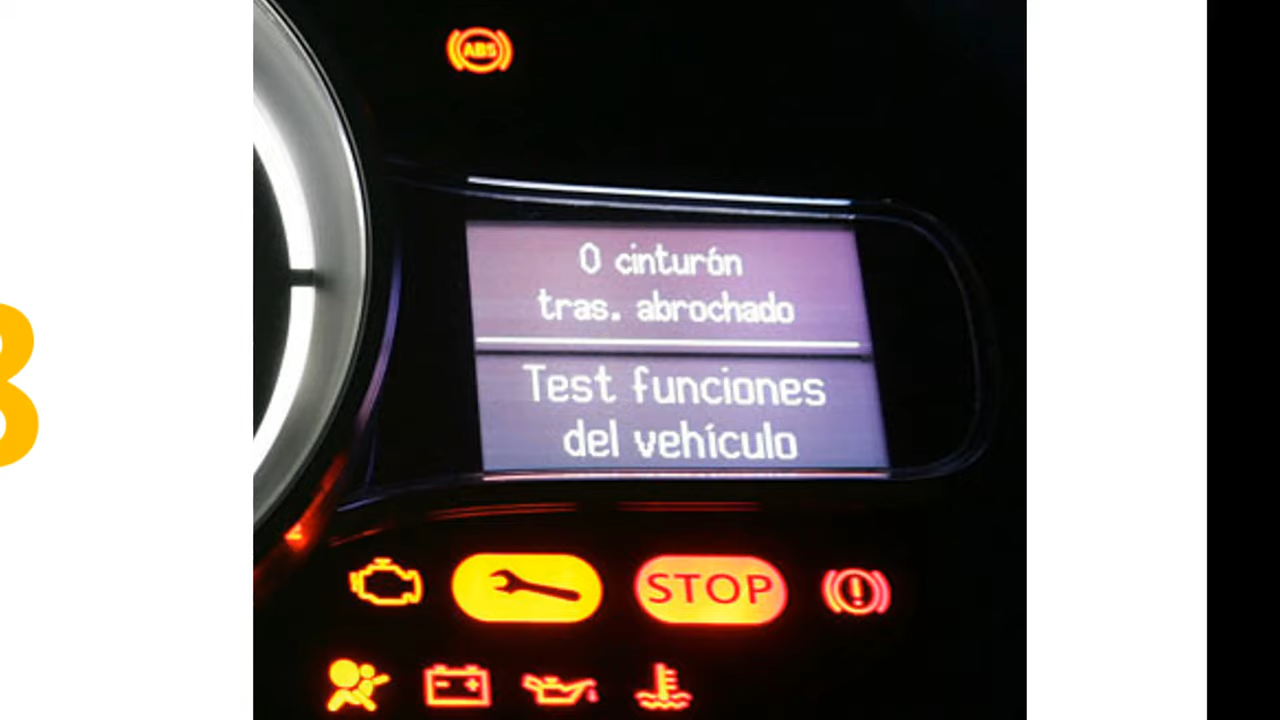 ABS
0 cinturón
tras. abrochado
Test funciones
del vehículo
STOP